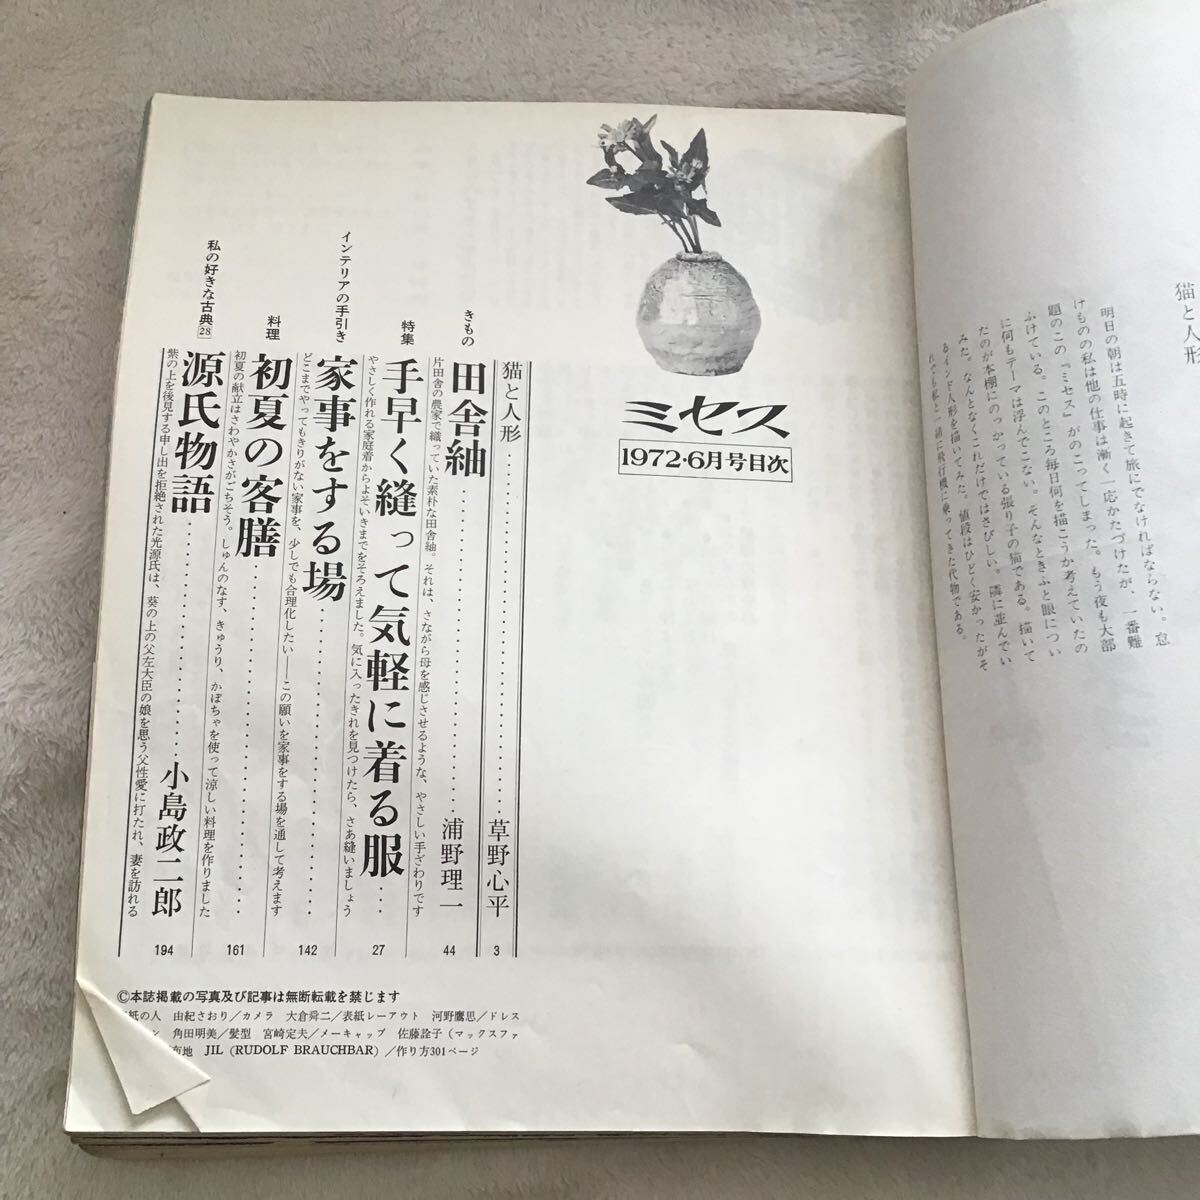 猫と人形
明日の朝は五時に起きて旅にでなければならない。怠
けものの私は他の仕事は漸く一応かたづけたが、一番難
題のこの『ミセス』がのこってしまった。もう夜も大部
ふけている。このところ毎日何を描こうか考えていたの
に何もテーマは浮んでこない。そんなときふと眼につい
たのが本棚にのっかっている張り子の猫である。描いて
みた。なんとなくこれだけではさびしい。隣に並んでい
るインド人形を描いてみた。値段はひどく安かったがそ
れでも私と一緒に飛行機に乗ってきた代物である。
ミセス
1972・6月号目次
猫と人形 草野心平 3
きもの
田舎紬 浦野理一 44
片田舎の農家で織っていた素朴な田舎紬。それは、さながら母を感じさせるような、やさしい手ざわりです
特集
手早く縫って気軽に着る服 27
やさしく作れる家庭着からよそいきまでをそろえました。気に入ったきれを見つけたら、さあ縫いましょう
インテリアの手引き
家事をする場 142
どこまでやってもきりがない家事を、少しでも合理化したい――この願いを家事をする場を通して考えます
料理
初夏の客膳 161
初夏の献立はさわやかさがごちそう。しゅんのなす、きゅうり、かぼちゃを使って涼しい料理を作りました
私の好きな古典28
源氏物語 小島政二郎 194
紫の上を後見する申し出を拒絶された光源氏は、葵の上の父左大臣の娘を思う父性愛に打たれ、妻を訪れる
©本誌掲載の写真及び記事は無断転載を禁じます
紙の人 由紀さおり／カメラ 大倉舜二／表紙レーアウト 河野鷹思／ドレス
ン 角田明美／髪型 宮崎定夫／メーキャップ 佐藤詮子（マックスファ
布地 JIL（RUDOLF BRAUCHBAR）／作り方301ページ